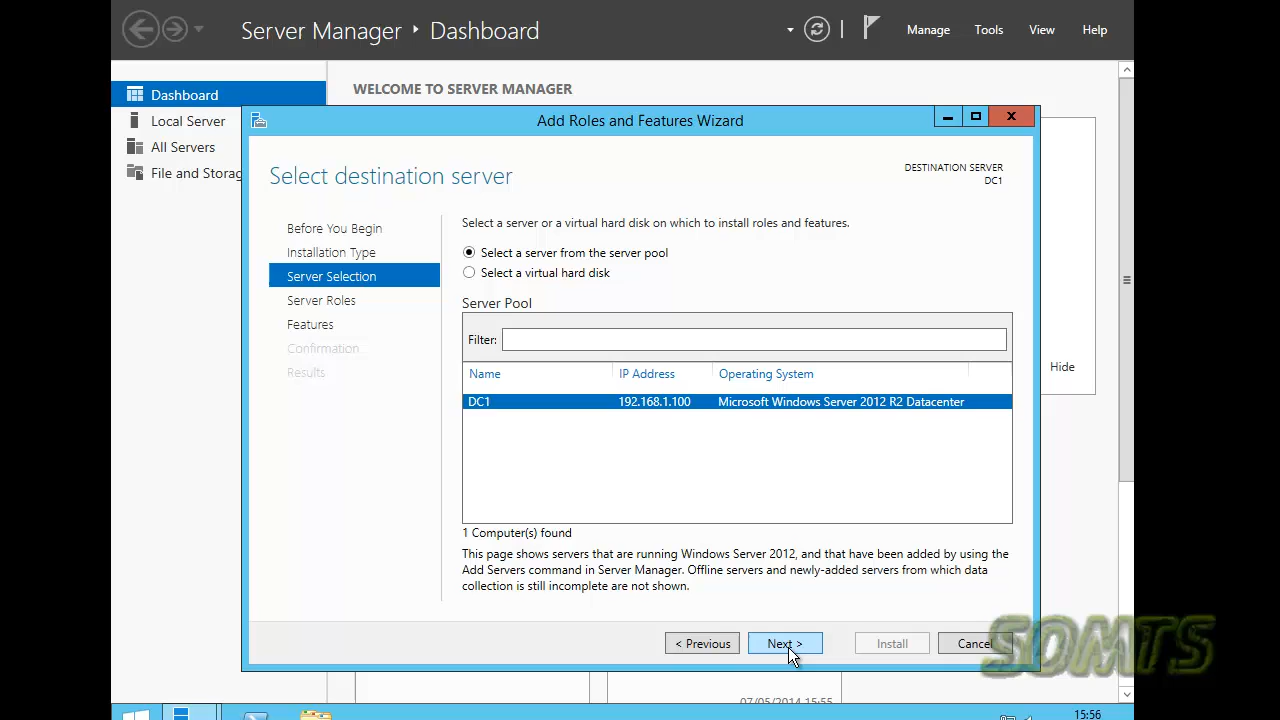 Server Manager ‣ Dashboard
Manage Tools View Help
Dashboard
Local Server
All Servers
File and Storag
WELCOME TO SERVER MANAGER
Hide
Add Roles and Features Wizard
Select destination server
DESTINATION SERVER
DC1
Before You Begin
Installation Type
Server Selection
Server Roles
Features
Confirmation
Results
Select a server or a virtual hard disk on which to install roles and features.
Select a server from the server pool
Select a virtual hard disk
Server Pool
Filter:
Name IP Address Operating System
DC1 192.168.1.100 Microsoft Windows Server 2012 R2 Datacenter
1 Computer(s) found
This page shows servers that are running Windows Server 2012, and that have been added by using the
Add Servers command in Server Manager. Offline servers and newly-added servers from which data
collection is still incomplete are not shown.
< Previous Next > Install Cancel
SOMTS
07/05/2014 15:55
15:56